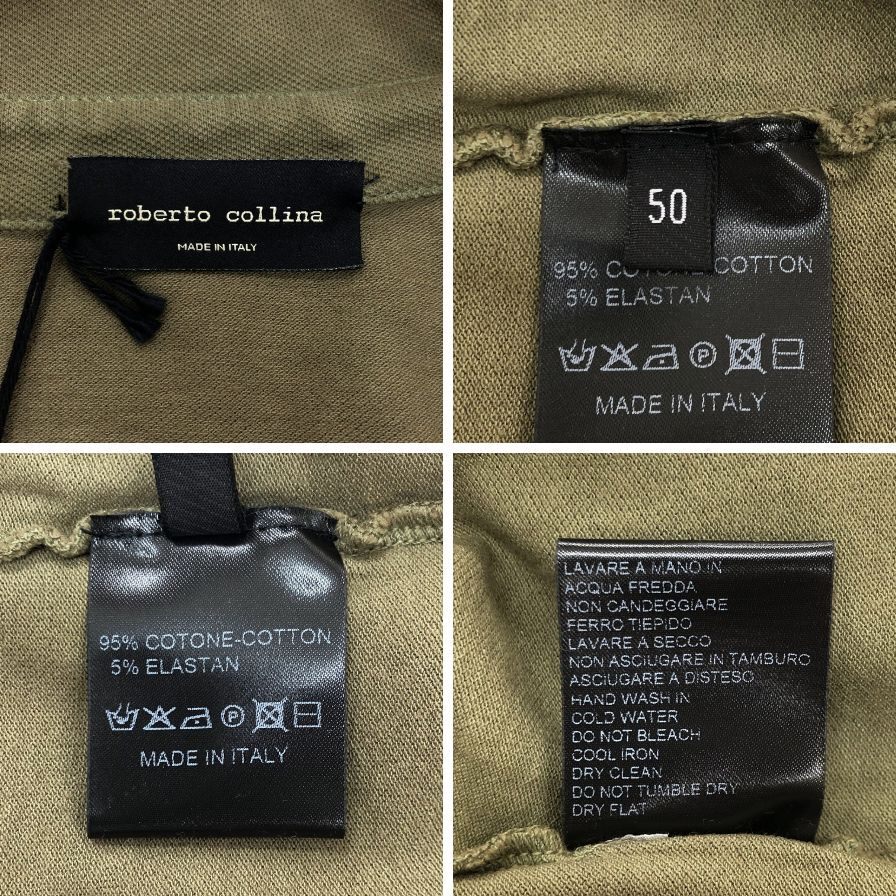 roberto collina
MADE IN ITALY
50
95% COTONE-COTTON
5% ELASTAN
P
MADE IN ITALY
95% COTONE-COTTON
5% ELASTAN
P
MADE IN ITALY
LAVARE A MANO IN
ACQUA FREDDA
NON CANDEGGIARE
FERRO TIEPIDO
LAVARE A SECCO
NON ASCIUGARE IN TAMBURO
ASCIUGARE A DISTESO
HAND WASH IN
COLD WATER
DO NOT BLEACH
COOL IRON
DRY CLEAN
DO NOT TUMBLE DRY
DRY FLAT